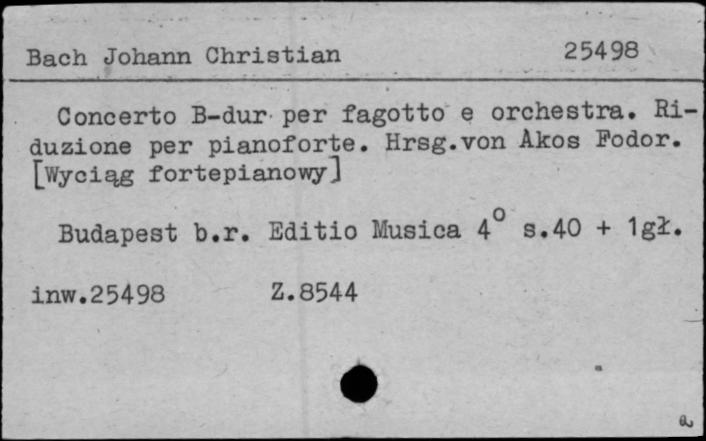 Bach Johann Christian 25498
Concerto B-dur per fagotto e orchestra. Ri-
duzione per pianoforte. Hrsg.von Akos Fodor.
[Wyciąg fortepianowy]
Budapest b.r. Editio Musica 4° s.40 + 1gł.
inw.25498 Z.8544
a